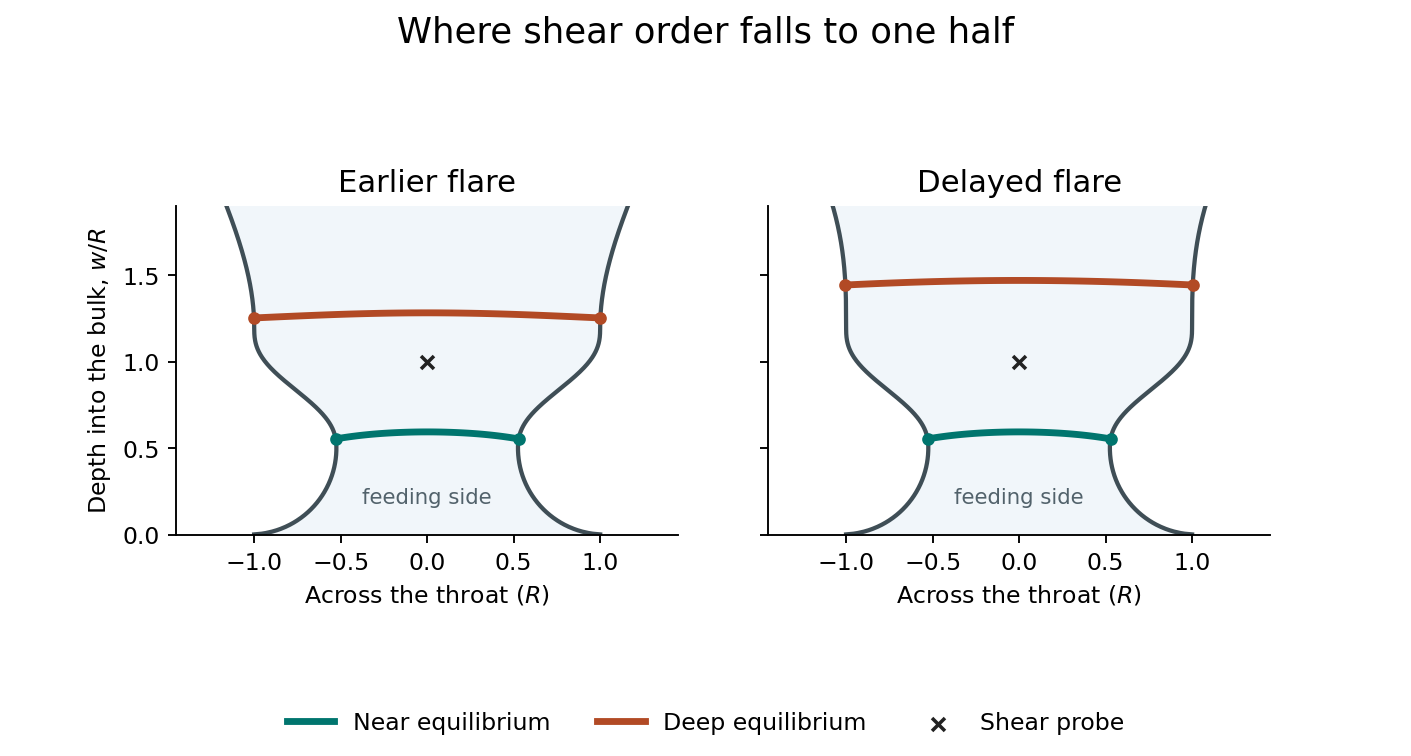 Where shear order falls to one half
Earlier flare
Delayed flare
Depth into the bulk, w/R
1.5
1.0
0.5
0.0
feeding side
feeding side
−1.0 −0.5 0.0 0.5 1.0
−1.0 −0.5 0.0 0.5 1.0
Across the throat (R)
Across the throat (R)
Near equilibrium
Deep equilibrium
Shear probe